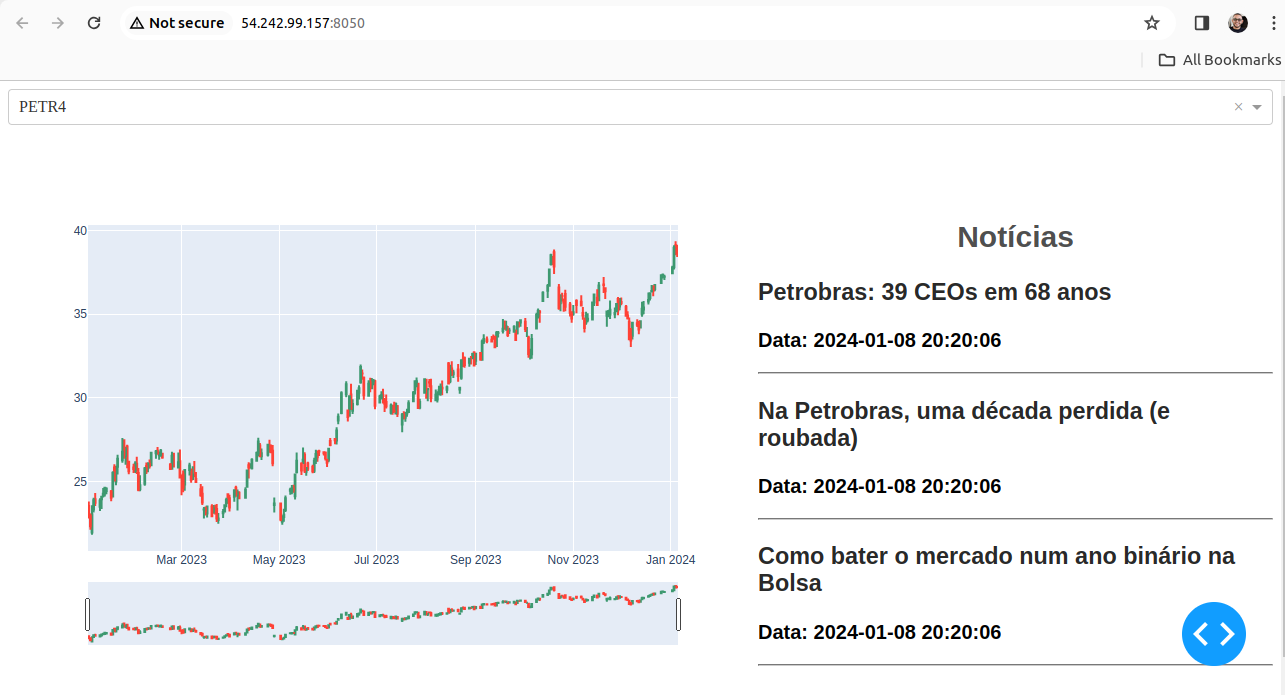 Not secure 54.242.99.157:8050
All Bookmarks
PETR4
40
35
30
25
Mar 2023 May 2023 Jul 2023 Sep 2023 Nov 2023 Jan 2024
Notícias
Petrobras: 39 CEOs em 68 anos
Data: 2024-01-08 20:20:06
Na Petrobras, uma década perdida (e
roubada)
Data: 2024-01-08 20:20:06
Como bater o mercado num ano binário na
Bolsa
Data: 2024-01-08 20:20:06